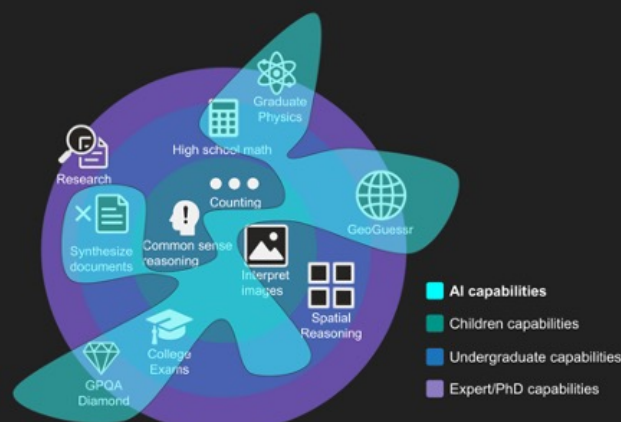 Graduate
Physics
High school math
Research
Counting
GeoGuessr
Synthesize
documents
Common sense
reasoning
Interpret
images
Spatial
Reasoning
College
Exams
GPQA
Diamond
AI capabilities
Children capabilities
Undergraduate capabilities
Expert/PhD capabilities